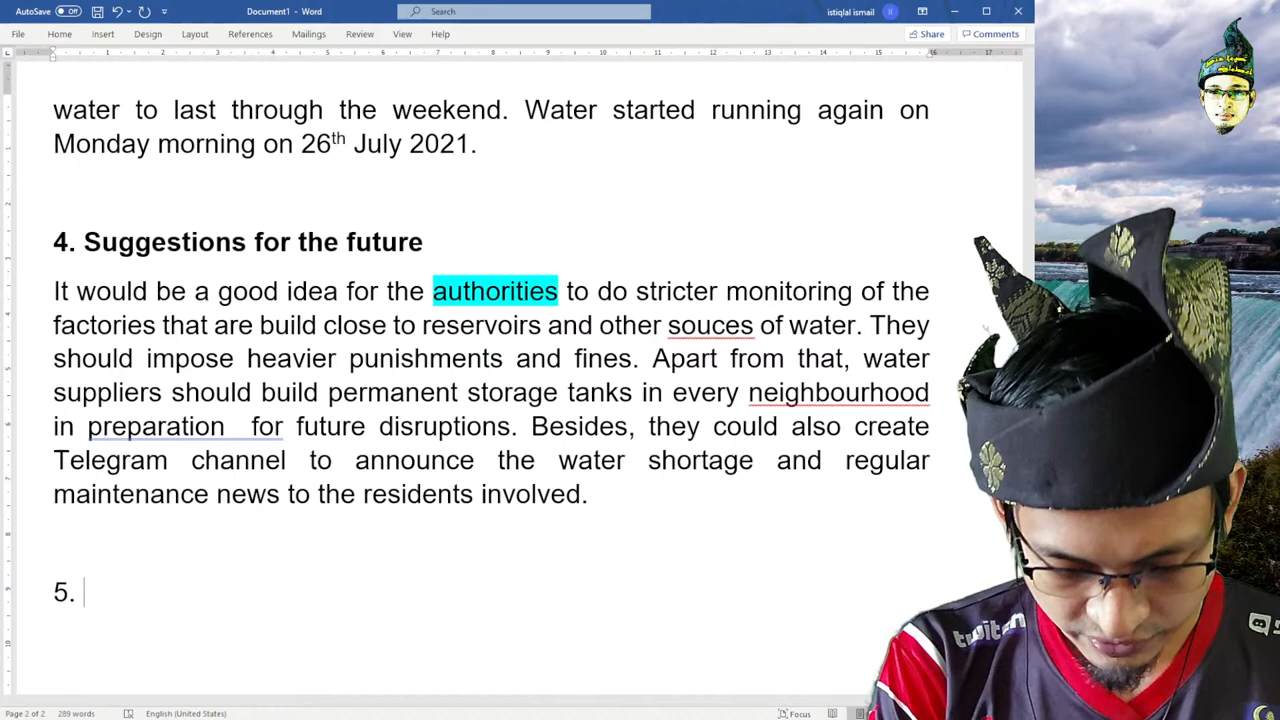 AutoSave Off Document1 - Word Search istiqlal ismail II
File Home Insert Design Layout References Mailings Review View Help Share Comments
water to last through the weekend. Water started running again on
Monday morning on 26th July 2021.
4. Suggestions for the future
It would be a good idea for the authorities to do stricter monitoring of the
factories that are build close to reservoirs and other souces of water. They
should impose heavier punishments and fines. Apart from that, water
suppliers should build permanent storage tanks in every neighbourhood
in preparation for future disruptions. Besides, they could also create
Telegram channel to announce the water shortage and regular
maintenance news to the residents involved.
5.
twitch
Page 2 of 2 289 words English (United States) Focus